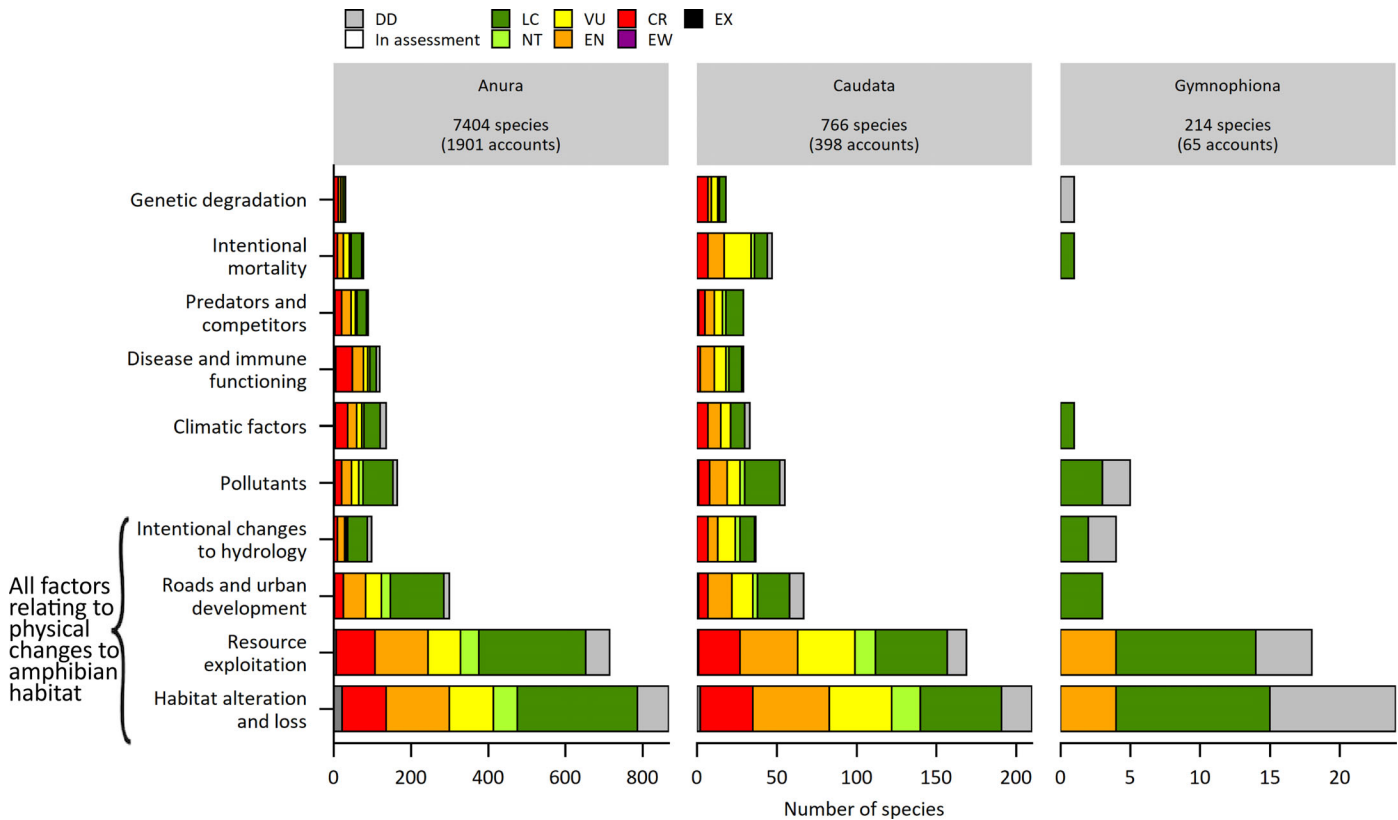 DD
LC
VU
CR
EX
In assessment
NT
EN
EW
Anura
7404 species
(1901 accounts)
Caudata
766 species
(398 accounts)
Gymnophiona
214 species
(65 accounts)
Genetic degradation
Intentional
mortality
Predators and
competitors
Disease and immune
functioning
Climatic factors
Pollutants
Intentional changes
to hydrology
Roads and urban
development
Resource
exploitation
Habitat alteration
and loss
All factors
relating to
physical
changes to
amphibian
habitat
0 200 400 600 800
0 50 100 150 200
0 5 10 15 20
Number of species